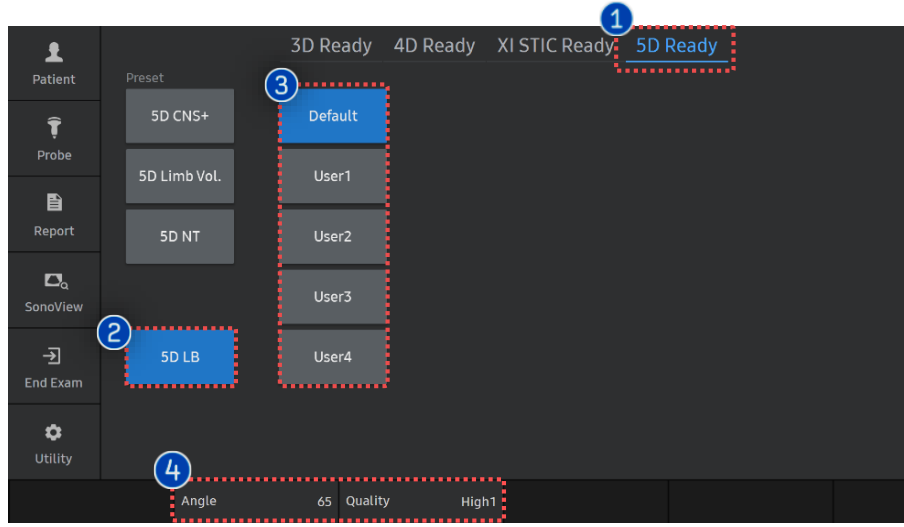 1
3D Ready 4D Ready XI STIC Ready 5D Ready
Patient
Preset
3
5D CNS+ Default
Probe
5D Limb Vol. User1
Report
5D NT User2
SonoView
User3
2
5D LB User4
End Exam
Utility
4
Angle 65 Quality High1